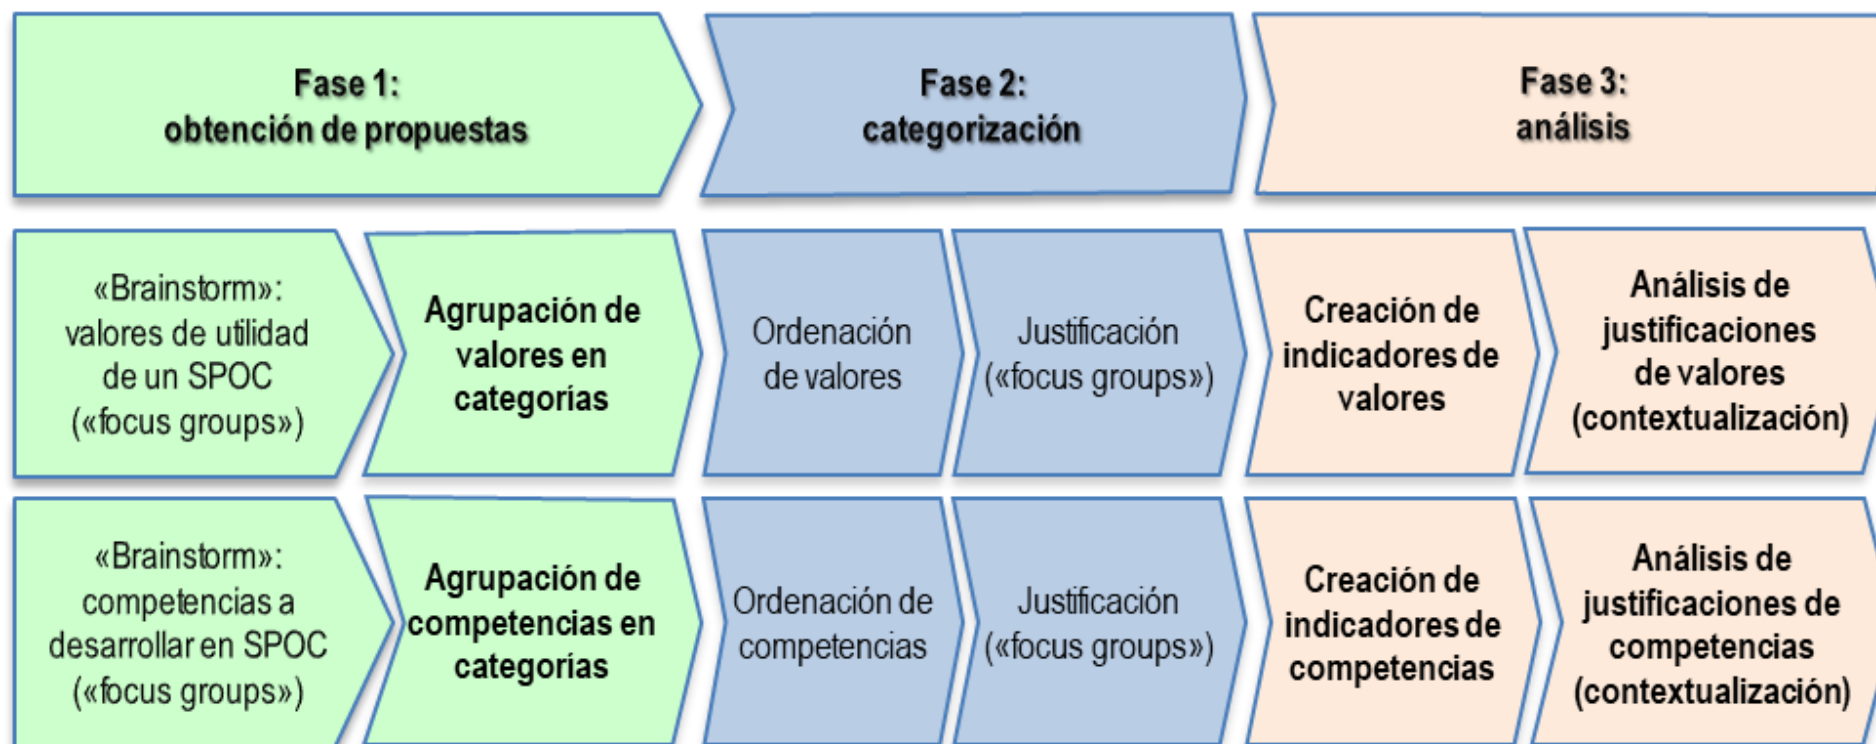 Fase 1:
obtención de propuestas
Fase 2:
categorización
Fase 3:
análisis
«Brainstorm»:
valores de utilidad
de un SPOC
(«focus groups»)
Agrupación de
valores en
categorías
Ordenación
de valores
Justificación
(«focus groups»)
Creación de
indicadores de
valores
Análisis de
justificaciones
de valores
(contextualización)
«Brainstorm»:
competencias a
desarrollar en SPOC
(«focus groups»)
Agrupación de
competencias en
categorías
Ordenación de
competencias
Justificación
(«focus groups»)
Creación de
indicadores de
competencias
Análisis de
justificaciones de
competencias
(contextualización)